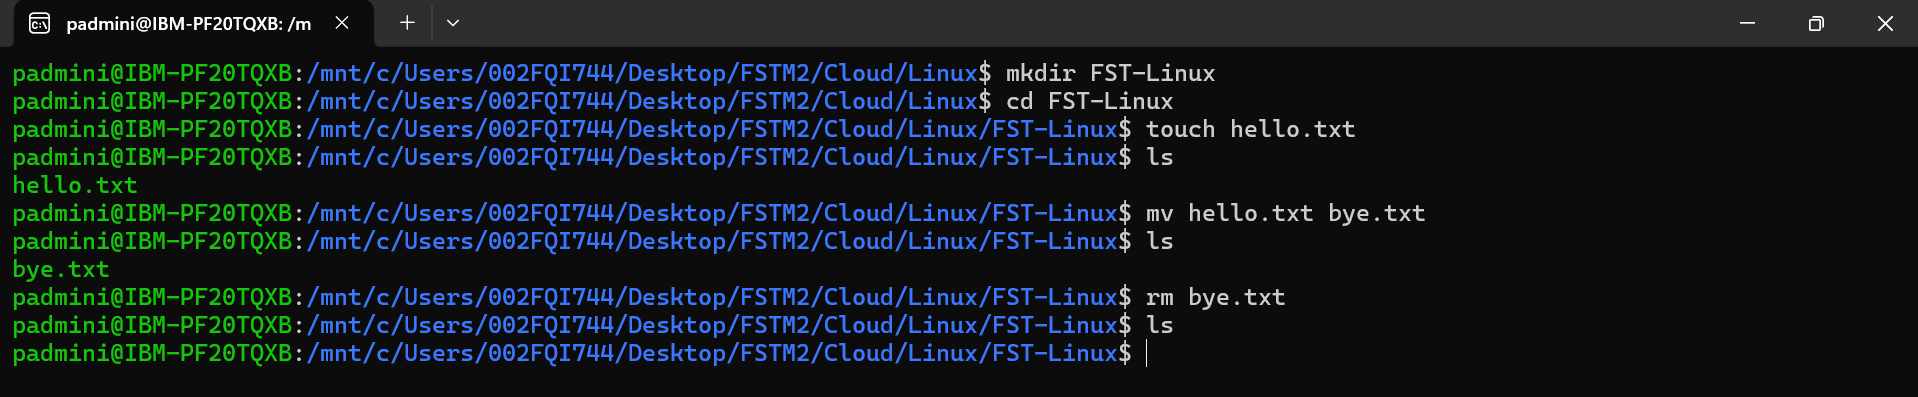 padmini@IBM-PF20TQXB: /m
padmini@IBM-PF20TQXB:/mnt/c/Users/002FQI744/Desktop/FSTM2/Cloud/Linux$ mkdir FST-Linux
padmini@IBM-PF20TQXB:/mnt/c/Users/002FQI744/Desktop/FSTM2/Cloud/Linux$ cd FST-Linux
padmini@IBM-PF20TQXB:/mnt/c/Users/002FQI744/Desktop/FSTM2/Cloud/Linux/FST-Linux$ touch hello.txt
padmini@IBM-PF20TQXB:/mnt/c/Users/002FQI744/Desktop/FSTM2/Cloud/Linux/FST-Linux$ ls
hello.txt
padmini@IBM-PF20TQXB:/mnt/c/Users/002FQI744/Desktop/FSTM2/Cloud/Linux/FST-Linux$ mv hello.txt bye.txt
padmini@IBM-PF20TQXB:/mnt/c/Users/002FQI744/Desktop/FSTM2/Cloud/Linux/FST-Linux$ ls
bye.txt
padmini@IBM-PF20TQXB:/mnt/c/Users/002FQI744/Desktop/FSTM2/Cloud/Linux/FST-Linux$ rm bye.txt
padmini@IBM-PF20TQXB:/mnt/c/Users/002FQI744/Desktop/FSTM2/Cloud/Linux/FST-Linux$ ls
padmini@IBM-PF20TQXB:/mnt/c/Users/002FQI744/Desktop/FSTM2/Cloud/Linux/FST-Linux$